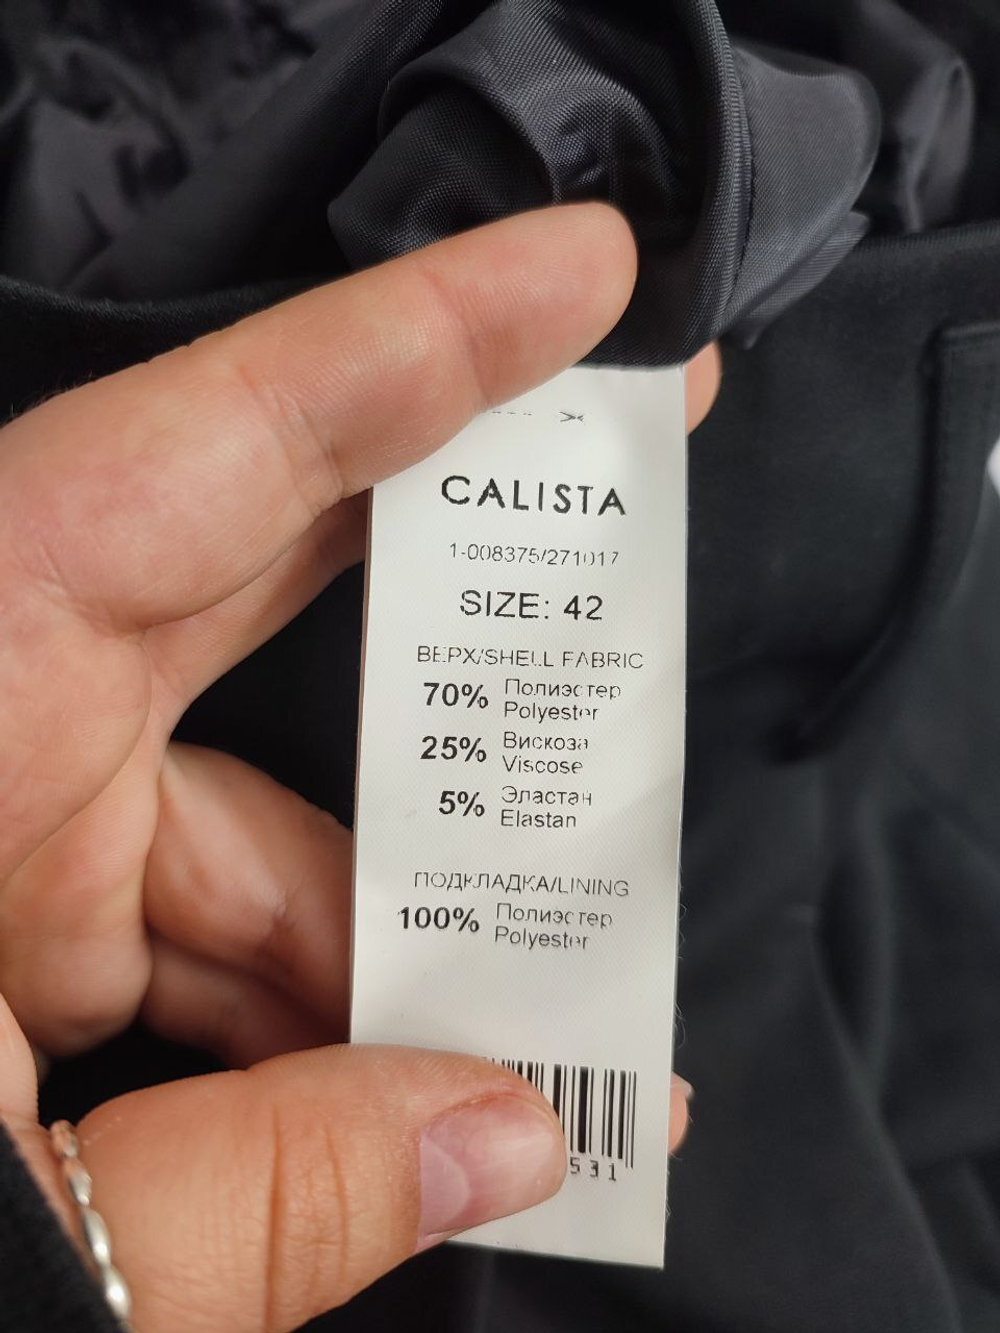 CALISTA
1-008375/271017
SIZE: 42
ВЕРХ/SHELL FABRIC
70% Полиэстер
Polyester
25% Вискоза
Viscose
5% Эластан
Elastan
ПОДКЛАДКА/LINING
100% Полиэстер
Polyester
531